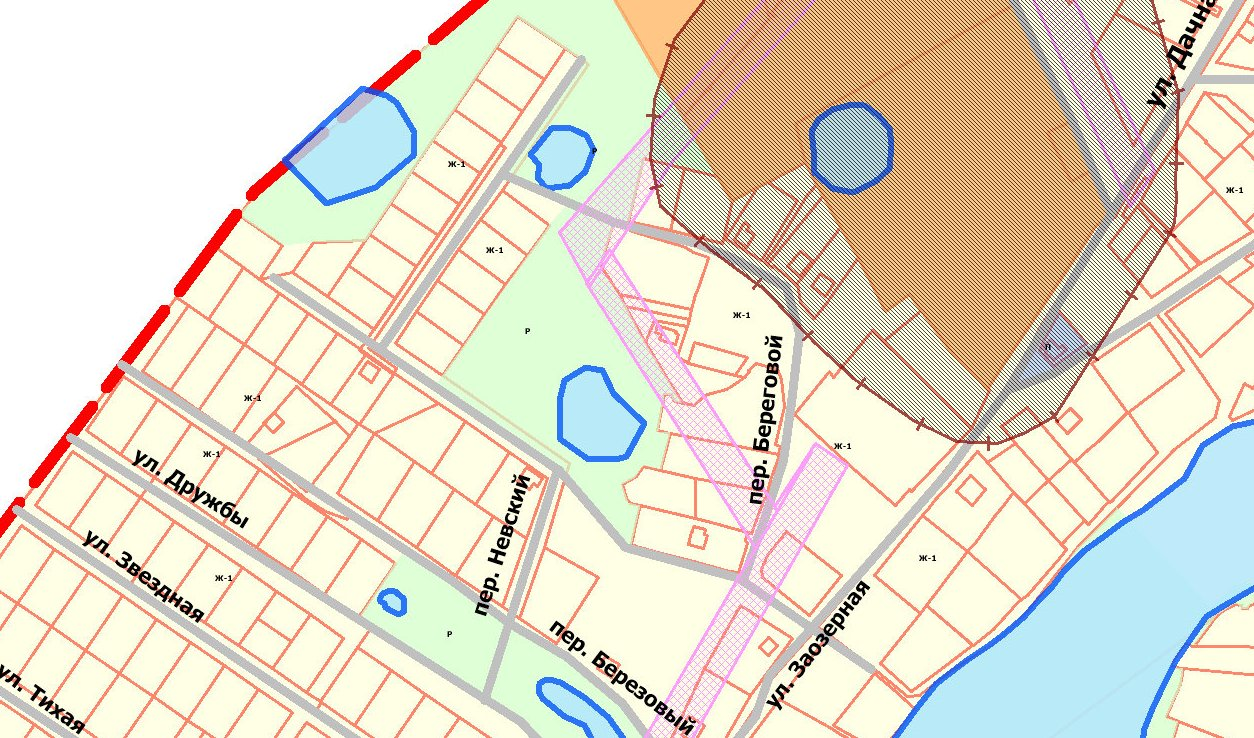 ул. Дачна
Р
Ж-1
Ж-1
Ж-1
Р
Ж-1
П
пер. Береговой
Ж-1
Ж-1
Ж-1
ул. Дружбы
пер. Невский
ул. Звездная
Ж-1
Ж-1
ул. Заозерная
Р
пер. Березовый
ул. Тихая